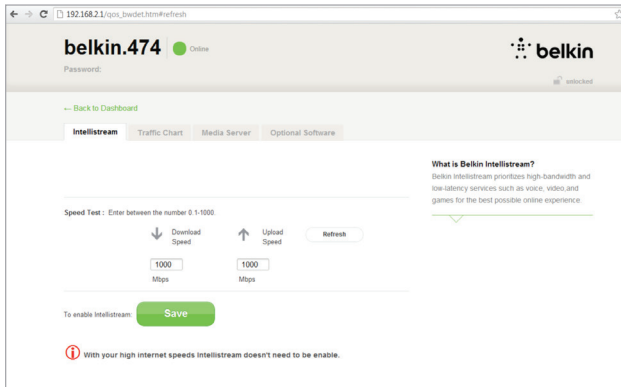 192.168.2.1/qos_bwdet.htm#refresh
belkin.474 Online
belkin
Password:
unlocked
← Back to Dashboard
Intellistream Traffic Chart Media Server Optional Software
What is Belkin Intellistream?
Belkin Intellistream prioritizes high-bandwidth and
low-latency services such as voice, video,and
games for the best possible online experience.
Speed Test : Enter between the number 0.1-1000.
Download Speed
Upload Speed
Refresh
1000 1000
Mbps Mbps
To enable Intellistream: Save
With your high internet speeds Intellistream doesn't need to be enable.